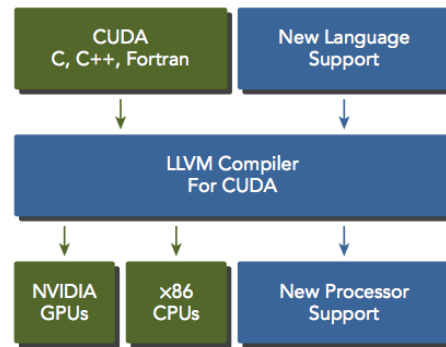 CUDA
C, C++, Fortran
New Language
Support
LLVM Compiler
For CUDA
NVIDIA
GPUs
x86
CPUs
New Processor
Support